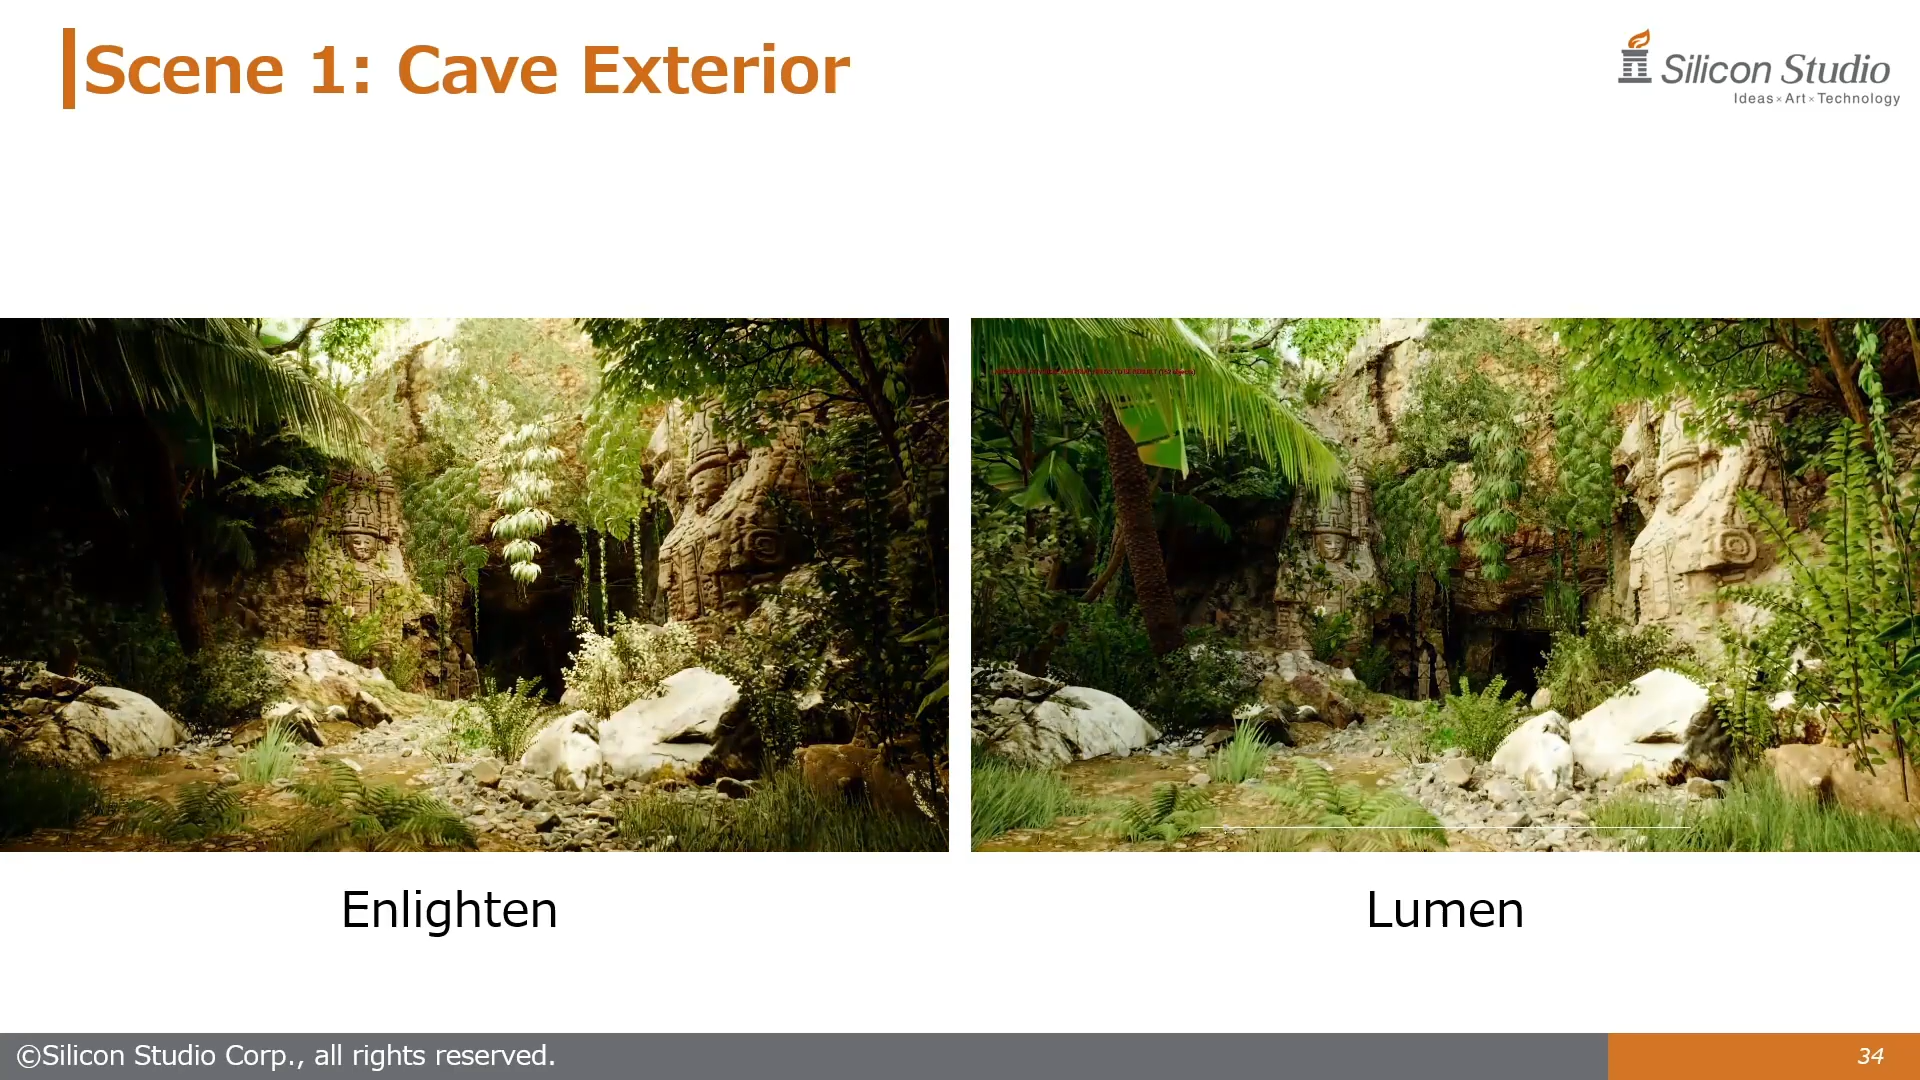 Scene 1: Cave Exterior
Silicon Studio
Ideas×Art×Technology
Enlighten
Lumen
©Silicon Studio Corp., all rights reserved.
34